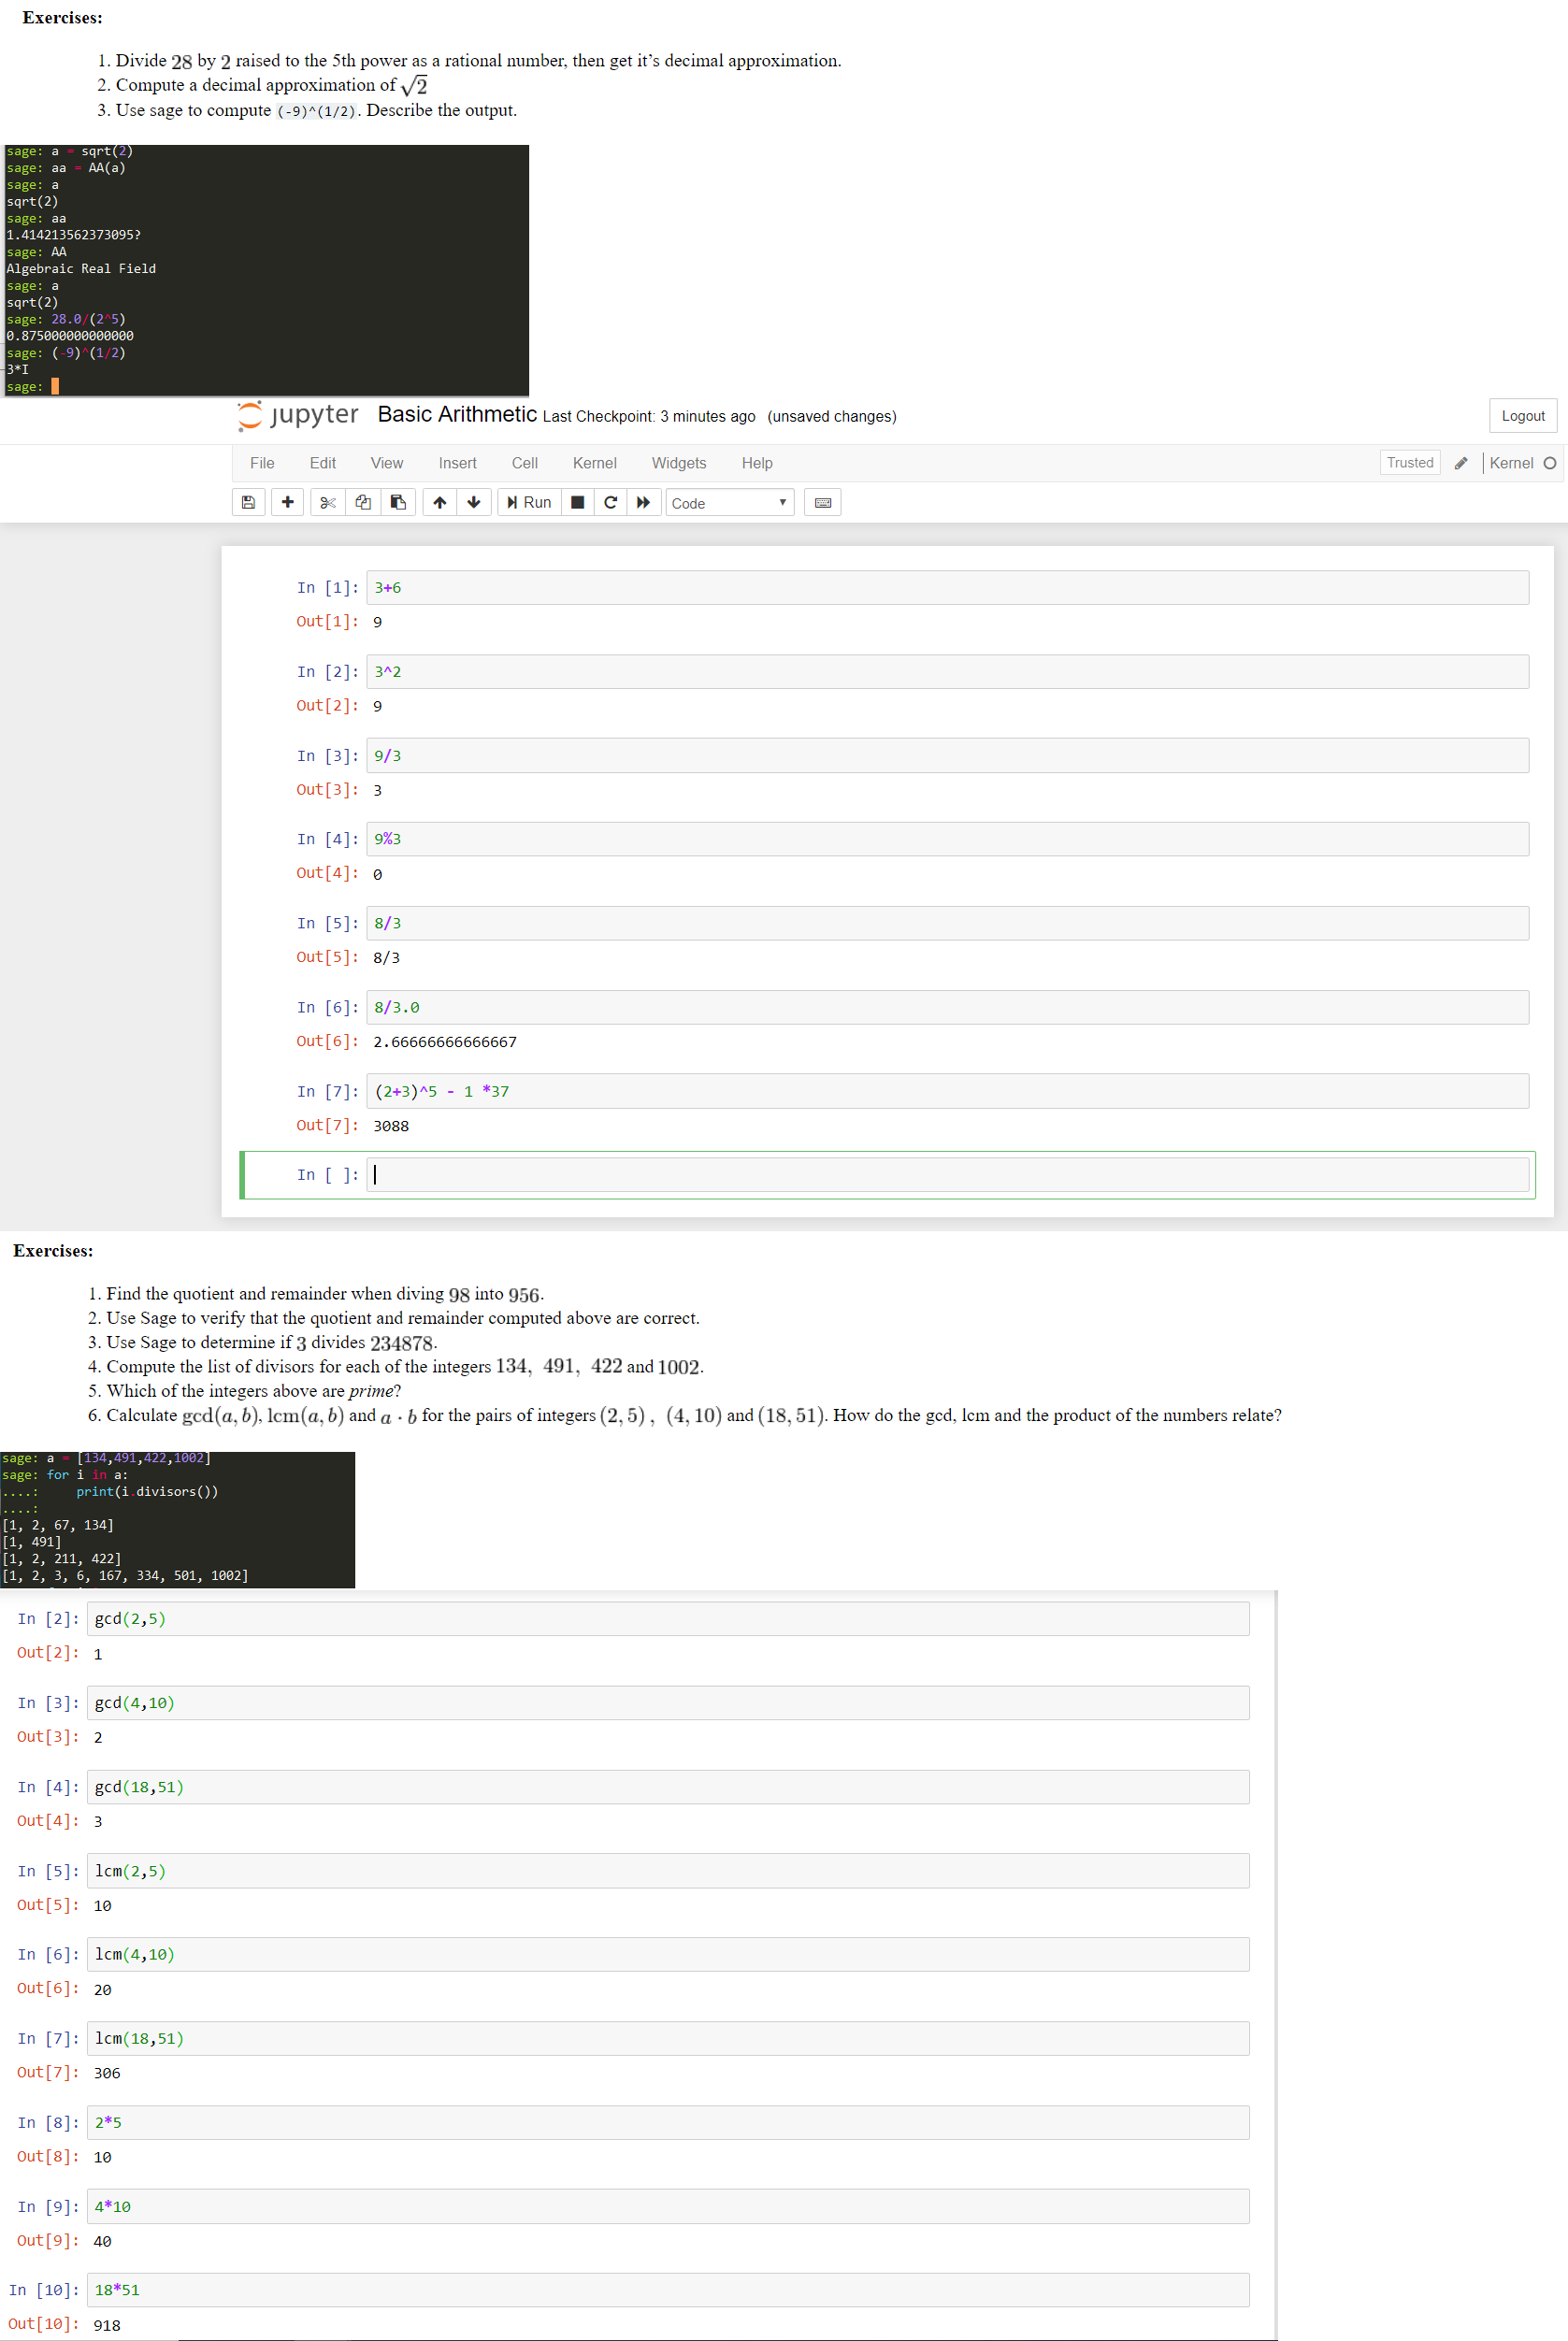 Exercises:
1. Divide 28 by 2 raised to the 5th power as a rational number, then get it’s decimal approximation.
2. Compute a decimal approximation of √2
3. Use sage to compute (-9)^(1/2). Describe the output.
sage: a = sqrt(2)
sage: aa = AA(a)
sage: a
sqrt(2)
sage: aa
1.414213562373095?
sage: AA
Algebraic Real Field
sage: a
sqrt(2)
sage: 28.0/(2^5)
0.875000000000000
sage: (-9)^(1/2)
3*I
sage:
jupyter Basic Arithmetic Last Checkpoint: 3 minutes ago (unsaved changes) Logout
File Edit View Insert Cell Kernel Widgets Help Trusted Kernel
Run Code
In [1]: 3+6
Out[1]: 9
In [2]: 3^2
Out[2]: 9
In [3]: 9/3
Out[3]: 3
In [4]: 9%3
Out[4]: 0
In [5]: 8/3
Out[5]: 8/3
In [6]: 8/3.0
Out[6]: 2.66666666666667
In [7]: (2+3)^5 - 1 *37
Out[7]: 3088
In [ ]:
Exercises:
1. Find the quotient and remainder when diving 98 into 956.
2. Use Sage to verify that the quotient and remainder computed above are correct.
3. Use Sage to determine if 3 divides 234878.
4. Compute the list of divisors for each of the integers 134, 491, 422 and 1002.
5. Which of the integers above are prime?
6. Calculate gcd(a, b), lcm(a, b) and a · b for the pairs of integers (2, 5), (4, 10) and (18, 51). How do the gcd, lcm and the product of the numbers relate?
sage: a = [134,491,422,1002]
sage: for i in a:
....:     print(i.divisors())
....:
[1, 2, 67, 134]
[1, 491]
[1, 2, 211, 422]
[1, 2, 3, 6, 167, 334, 501, 1002]
In [2]: gcd(2,5)
Out[2]: 1
In [3]: gcd(4,10)
Out[3]: 2
In [4]: gcd(18,51)
Out[4]: 3
In [5]: lcm(2,5)
Out[5]: 10
In [6]: lcm(4,10)
Out[6]: 20
In [7]: lcm(18,51)
Out[7]: 306
In [8]: 2*5
Out[8]: 10
In [9]: 4*10
Out[9]: 40
In [10]: 18*51
Out[10]: 918